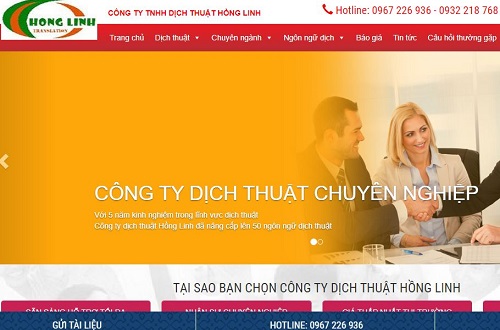 HONG LINH
TRANSLATION
CÔNG TY TNHH DỊCH THUẬT HỒNG LINH
Hotline: 0967 226 936 - 0932 218 768
Trang chủ Dịch thuật Chuyên ngành Ngôn ngữ dịch Báo giá Tin tức Câu hỏi thường gặp
CÔNG TY DỊCH THUẬT CHUYÊN NGHIỆP
Với 5 năm kinh nghiệm trong lĩnh vực dịch thuật
Công ty dịch thuật Hồng Linh đã nâng cấp lên 50 ngôn ngữ dịch thuật
TẠI SAO BẠN CHỌN CÔNG TY DỊCH THUẬT HỒNG LINH
SẴN SÀNG HỖ TRỢ TỐI ĐA NHÂN SỰ CHUYÊN NGHIỆP GIÁ THẤP NHẤT THỊ TRƯỜNG
GỬI TÀI LIỆU HOTLINE: 0967 226 936